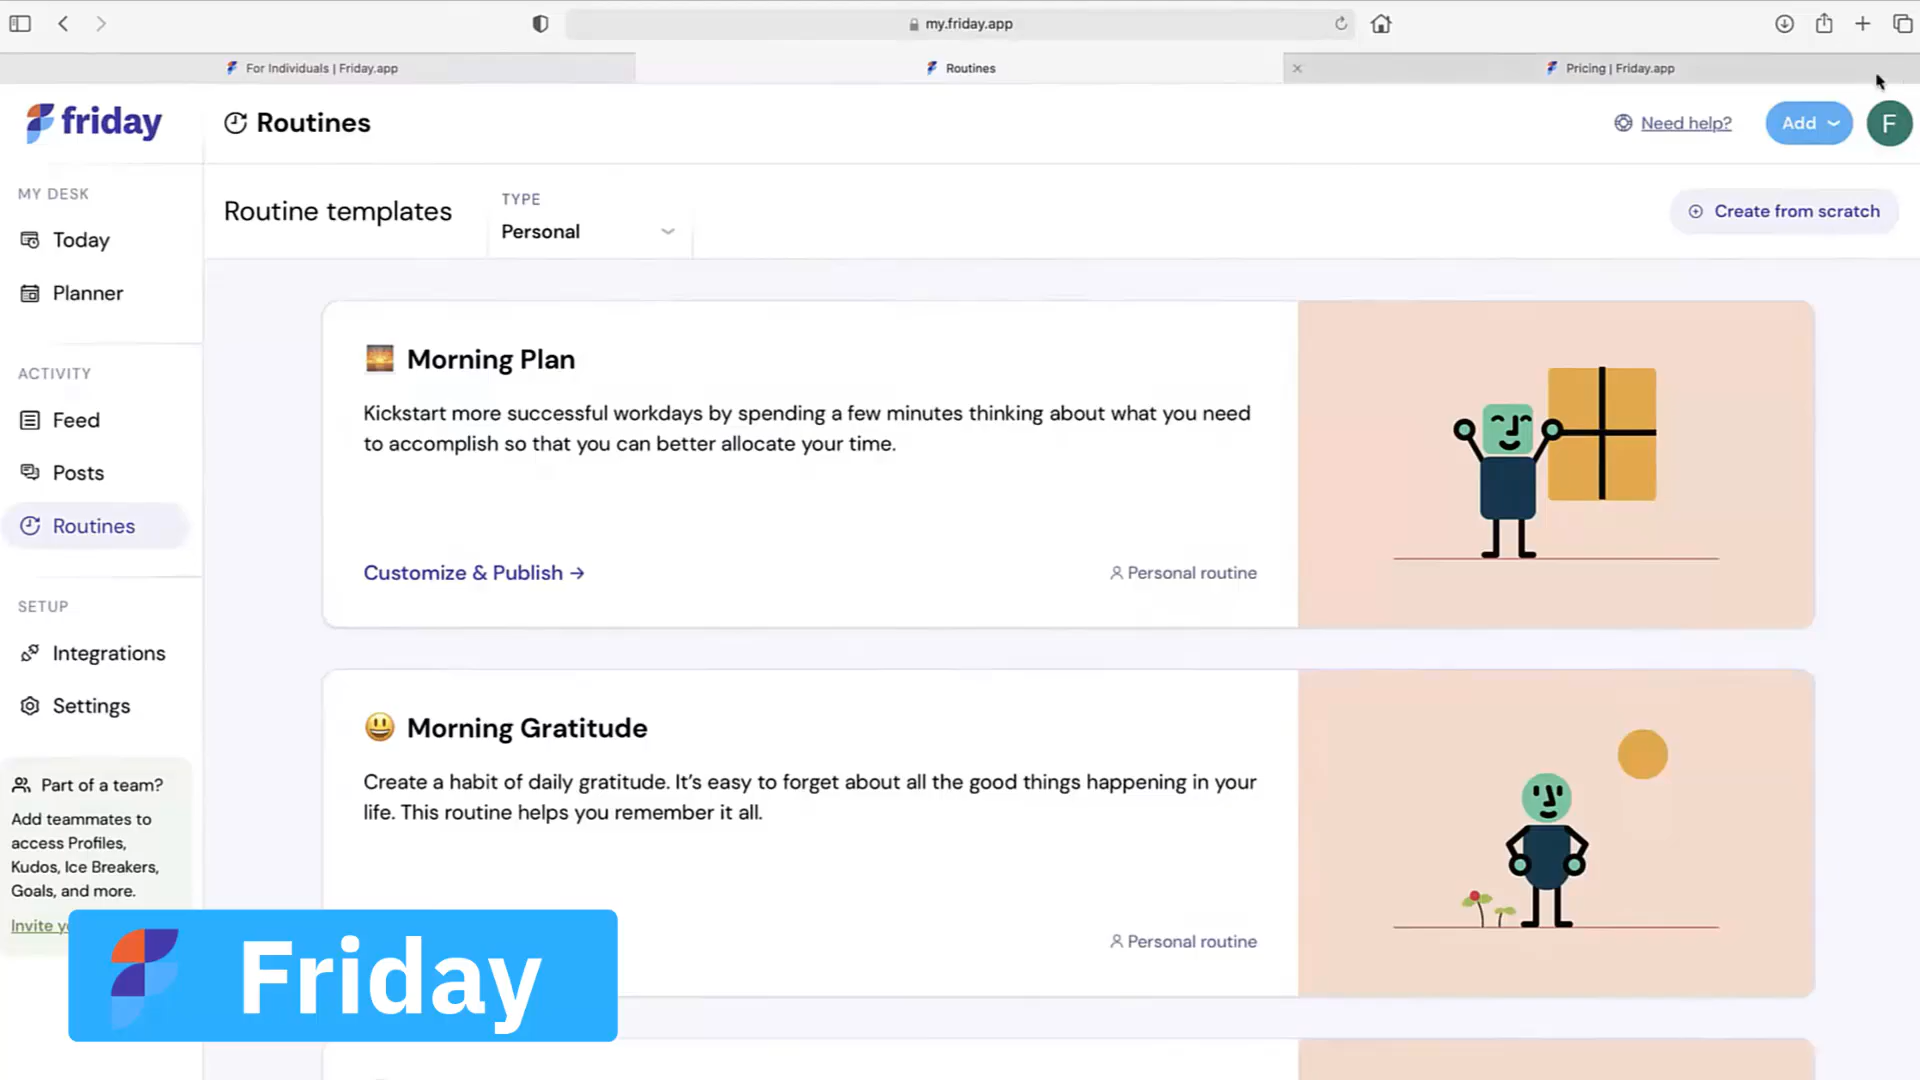 my.friday.app
For Individuals | Friday.app
Routines
Pricing | Friday.app
friday
Routines
Need help?
Add
F
MY DESK
Today
Planner
ACTIVITY
Feed
Posts
Routines
SETUP
Integrations
Settings
Part of a team?
Add teammates to
access Profiles,
Kudos, Ice Breakers,
Goals, and more.
Invite
Routine templates
TYPE
Personal
Create from scratch
Morning Plan
Kickstart more successful workdays by spending a few minutes thinking about what you need
to accomplish so that you can better allocate your time.
Customize & Publish →
Personal routine
Morning Gratitude
Create a habit of daily gratitude. It’s easy to forget about all the good things happening in your
life. This routine helps you remember it all.
Personal routine
Friday